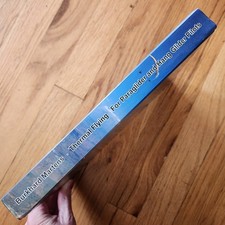 Burkhard Martens - Thermal Flying For Paraglider and Hang Glider Pilots